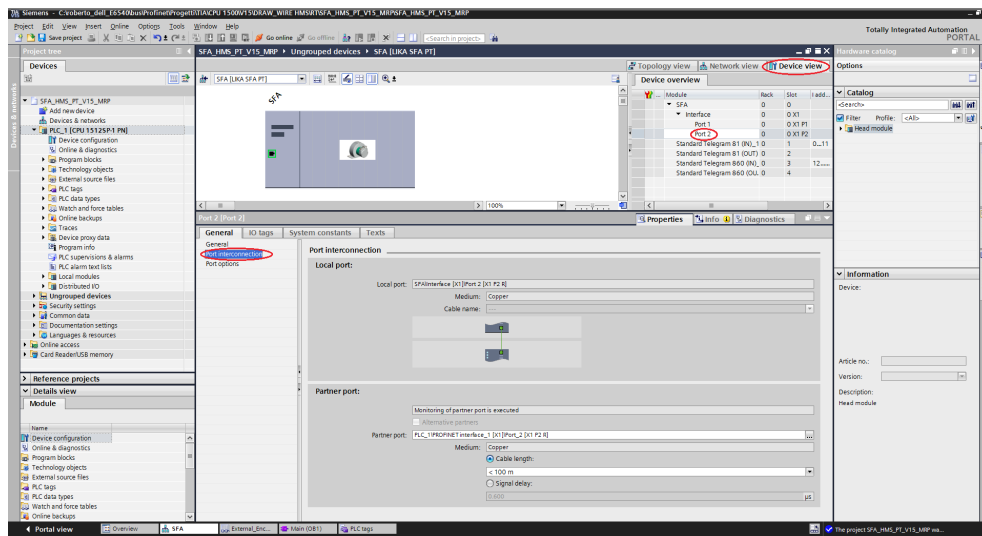 Siemens - C:\roberto_dell_E6540\bus\Profinet\Progetti\TIA\CPU 1500\V15\DRAW_WIRE HMS\RT\SFA_HMS_PT_V15_MRP\SFA_HMS_PT_V15_MRP
Project Edit View Insert Online Options Tools Window Help
Totally Integrated Automation
PORTAL
Save project Go online Go offline <Search in project>
Project tree
SFA_HMS_PT_V15_MRP Ungrouped devices SFA [LIKA SFA PT]
Hardware catalog
Devices
Topology view Network view Device view
Options
SFA [LIKA SFA PT]
Device overview
Module Rack Slot I add...
SFA 0 0
Interface 0 0 X1
Port 1 0 0 X1 P1
Port 2 0 0 X1 P2
Standard Telegram 81 (IN)_1 0 1 0...11
Standard Telegram 81 (OUT) 0 2
Standard Telegram 860 (IN)_ 0 3 12......
Standard Telegram 860 (OU. 0 4
SFA
100%
Catalog
<Search>
Filter Profile: <All>
Head module
SFA_HMS_PT_V15_MRP
Add new device
Devices & networks
PLC_1 [CPU 1512SP-1 PN]
Device configuration
Online & diagnostics
Program blocks
Technology objects
External source files
PLC tags
PLC data types
Watch and force tables
Online backups
Traces
Device proxy data
Program info
PLC supervisions & alarms
PLC alarm text lists
Local modules
Distributed I/O
Ungrouped devices
Security settings
Common data
Documentation settings
Languages & resources
Online access
Card Reader/USB memory
Devices & networks
Port 2 [Port 2]
Properties Info Diagnostics
General IO tags System constants Texts
General
Port interconnection
Port options
Port interconnection
Local port:
Local port: SFA\Interface [X1]\Port 2 [X1 P2 R]
Medium: Copper
Cable name: ---
Partner port:
Monitoring of partner port is executed
Alternative partners
Partner port: PLC_1\PROFINET interface_1 [X1]\Port_2 [X1 P2 R]
Medium: Copper
Cable length:
< 100 m
Signal delay:
0.600 µs
Information
Device:
Article no.:
Version:
Description:
Head module
Reference projects
Details view
Module
Name
Device configuration
Online & diagnostics
Program blocks
Technology objects
External source files
PLC tags
PLC data types
Watch and force tables
Online backups
Portal view Overview SFA External_Enc... Main (OB1) PLC tags
The project SFA_HMS_PT_V15_MRP wa...